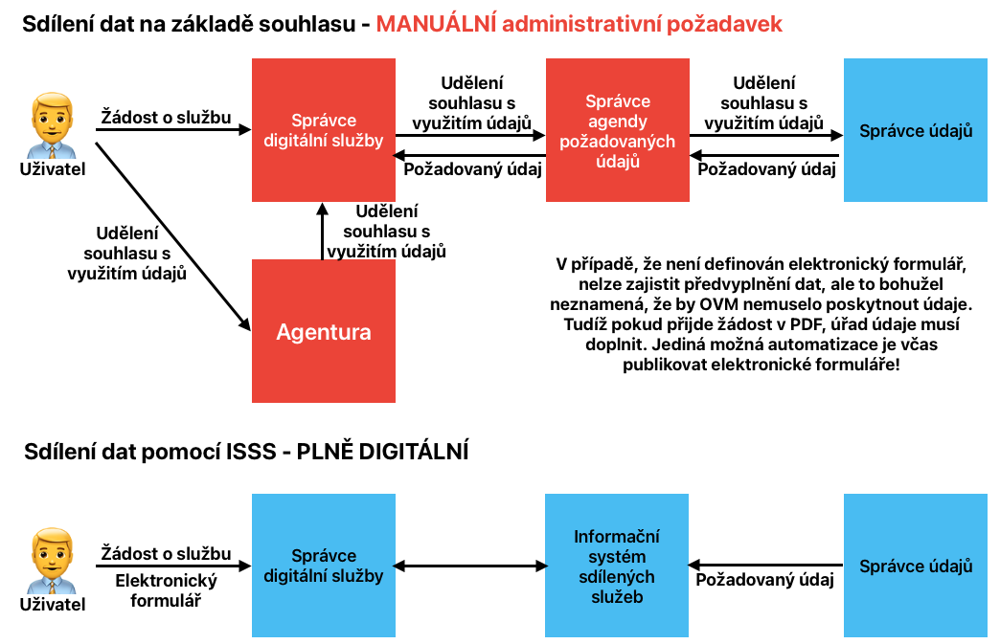 Sdílení dat na základě souhlasu - MANUÁLNÍ administrativní požadavek
Žádost o službu
Uživatel
Udělení
souhlasu s
využitím údajů
Správce
digitální služby
Udělení
souhlasu s
využitím údajů
Požadovaný údaj
Správce
agendy
požadovaných
údajů
Udělení
souhlasu s
využitím údajů
Požadovaný údaj
Správce údajů
Udělení
souhlasu s
využitím údajů
Agentura
V případě, že není definován elektronický formulář,
nelze zajistit předvyplnění dat, ale to bohužel
neznamená, že by OVM nemuselo poskytnout údaje.
Tudíž pokud přijde žádost v PDF, úřad údaje musí
doplnit. Jediná možná automatizace je včas
publikovat elektronické formuláře!
Sdílení dat pomocí ISSS - PLNĚ DIGITÁLNÍ
Žádost o službu
Elektronický
formulář
Uživatel
Správce
digitální služby
Informační
systém
sdílených
služeb
Požadovaný údaj
Správce údajů